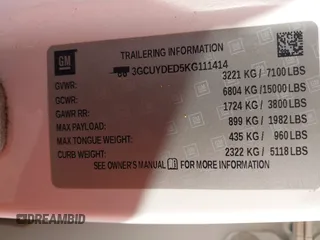 GM
TRAILERING INFORMATION
3GCUYDED5KG111414
GVWR: 3221 KG / 7100 LBS
GCWR: 6804 KG /15000 LBS
GAWR RR: 1724 KG / 3800 LBS
MAX PAYLOAD: 899 KG / 1982 LBS
MAX TONGUE WEIGHT: 435 KG / 960 LBS
CURB WEIGHT: 2322 KG / 5118 LBS
SEE OWNER'S MANUAL FOR MORE INFORMATION
DREAMBID